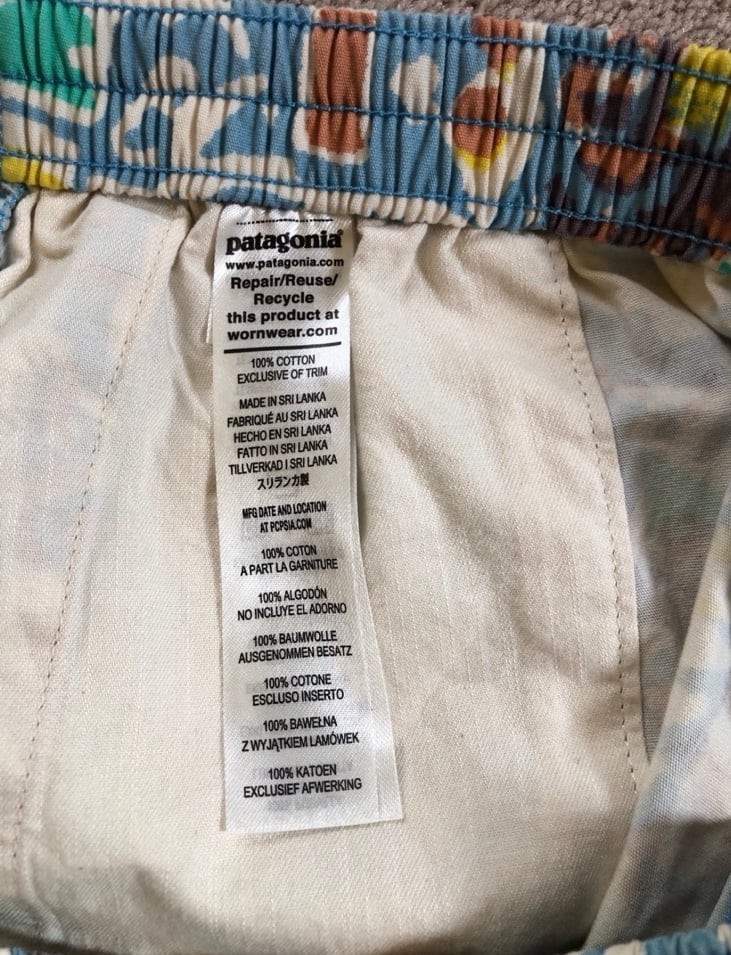 patagonia®
www.patagonia.com
Repair/Reuse/
Recycle
this product at
wornwear.com
100% COTTON
EXCLUSIVE OF TRIM
MADE IN SRI LANKA
FABRIQUÉ AU SRI LANKA
HECHO EN SRI LANKA
FATTO IN SRI LANKA
TILLVERKAD I SRI LANKA
スリランカ製
MFG DATE AND LOCATION
AT PCPSIA.COM
100% COTON
A PART LA GARNITURE
100% ALGODÓN
NO INCLUYE EL ADORNO
100% BAUMWOLLE
AUSGENOMMEN BESATZ
100% COTONE
ESCLUSO INSERTO
100% BAWEŁNA
Z WYJĄTKIEM LAMÓWEK
100% KATOEN
EXCLUSIEF AFWERKING